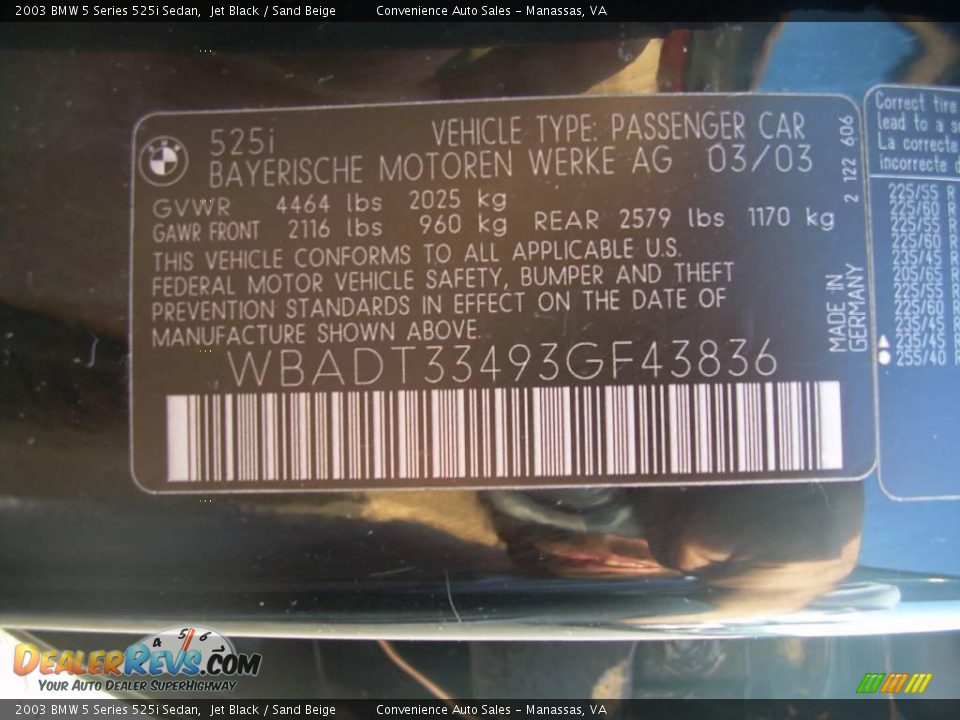 2003 BMW 5 Series 525i Sedan, Jet Black / Sand Beige Convenience Auto Sales - Manassas, VA
525i VEHICLE TYPE: PASSENGER CAR
BAYERISCHE MOTOREN WERKE AG 03/03
GVWR 4464 lbs 2025 kg
GAWR FRONT 2116 lbs 960 kg REAR 2579 lbs 1170 kg
THIS VEHICLE CONFORMS TO ALL APPLICABLE U.S.
FEDERAL MOTOR VEHICLE SAFETY, BUMPER AND THEFT
PREVENTION STANDARDS IN EFFECT ON THE DATE OF
MANUFACTURE SHOWN ABOVE.
WBADT33493GF43836
2 122 606
MADE IN
GERMANY
Correct tire
lead to a
La correcte
incorrecte
225/55 R
225/60 R
225/55 R
225/60 R
235/45 R
205/65 R
225/55 R
225/60 R
235/45 R
235/45 R
255/40 R
4 5 6
DEALERREVS.COM
YOUR AUTO DEALER SUPERHIGHWAY
2003 BMW 5 Series 525i Sedan, Jet Black / Sand Beige Convenience Auto Sales - Manassas, VA